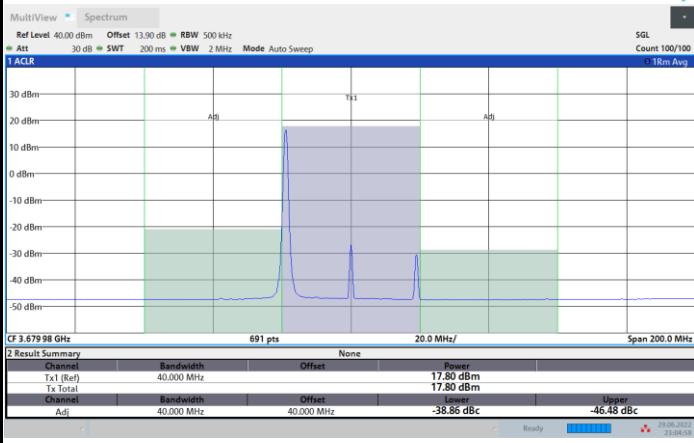 MultiView Spectrum
Ref Level 40.00 dBm Offset 13.90 dB RBW 500 kHz SGL
Att 30 dB SWT 200 ms VBW 2 MHz Mode Auto Sweep Count 100/100
1 ACLR 1Rm Avg
30 dBm
Tx1
20 dBm
Adj Adj
10 dBm
0 dBm
-10 dBm
-20 dBm
-30 dBm
-40 dBm
-50 dBm
CF 3.67998 GHz 691 pts 20.0 MHz/ Span 200.0 MHz
2 Result Summary None
Channel Bandwidth Offset Power
Tx1 (Ref) 40.000 MHz 17.80 dBm
Tx Total 17.80 dBm
Channel Bandwidth Offset Lower Upper
Adj 40.000 MHz 40.000 MHz -38.86 dBc -46.48 dBc
Ready 29.06.2022
21:04:58